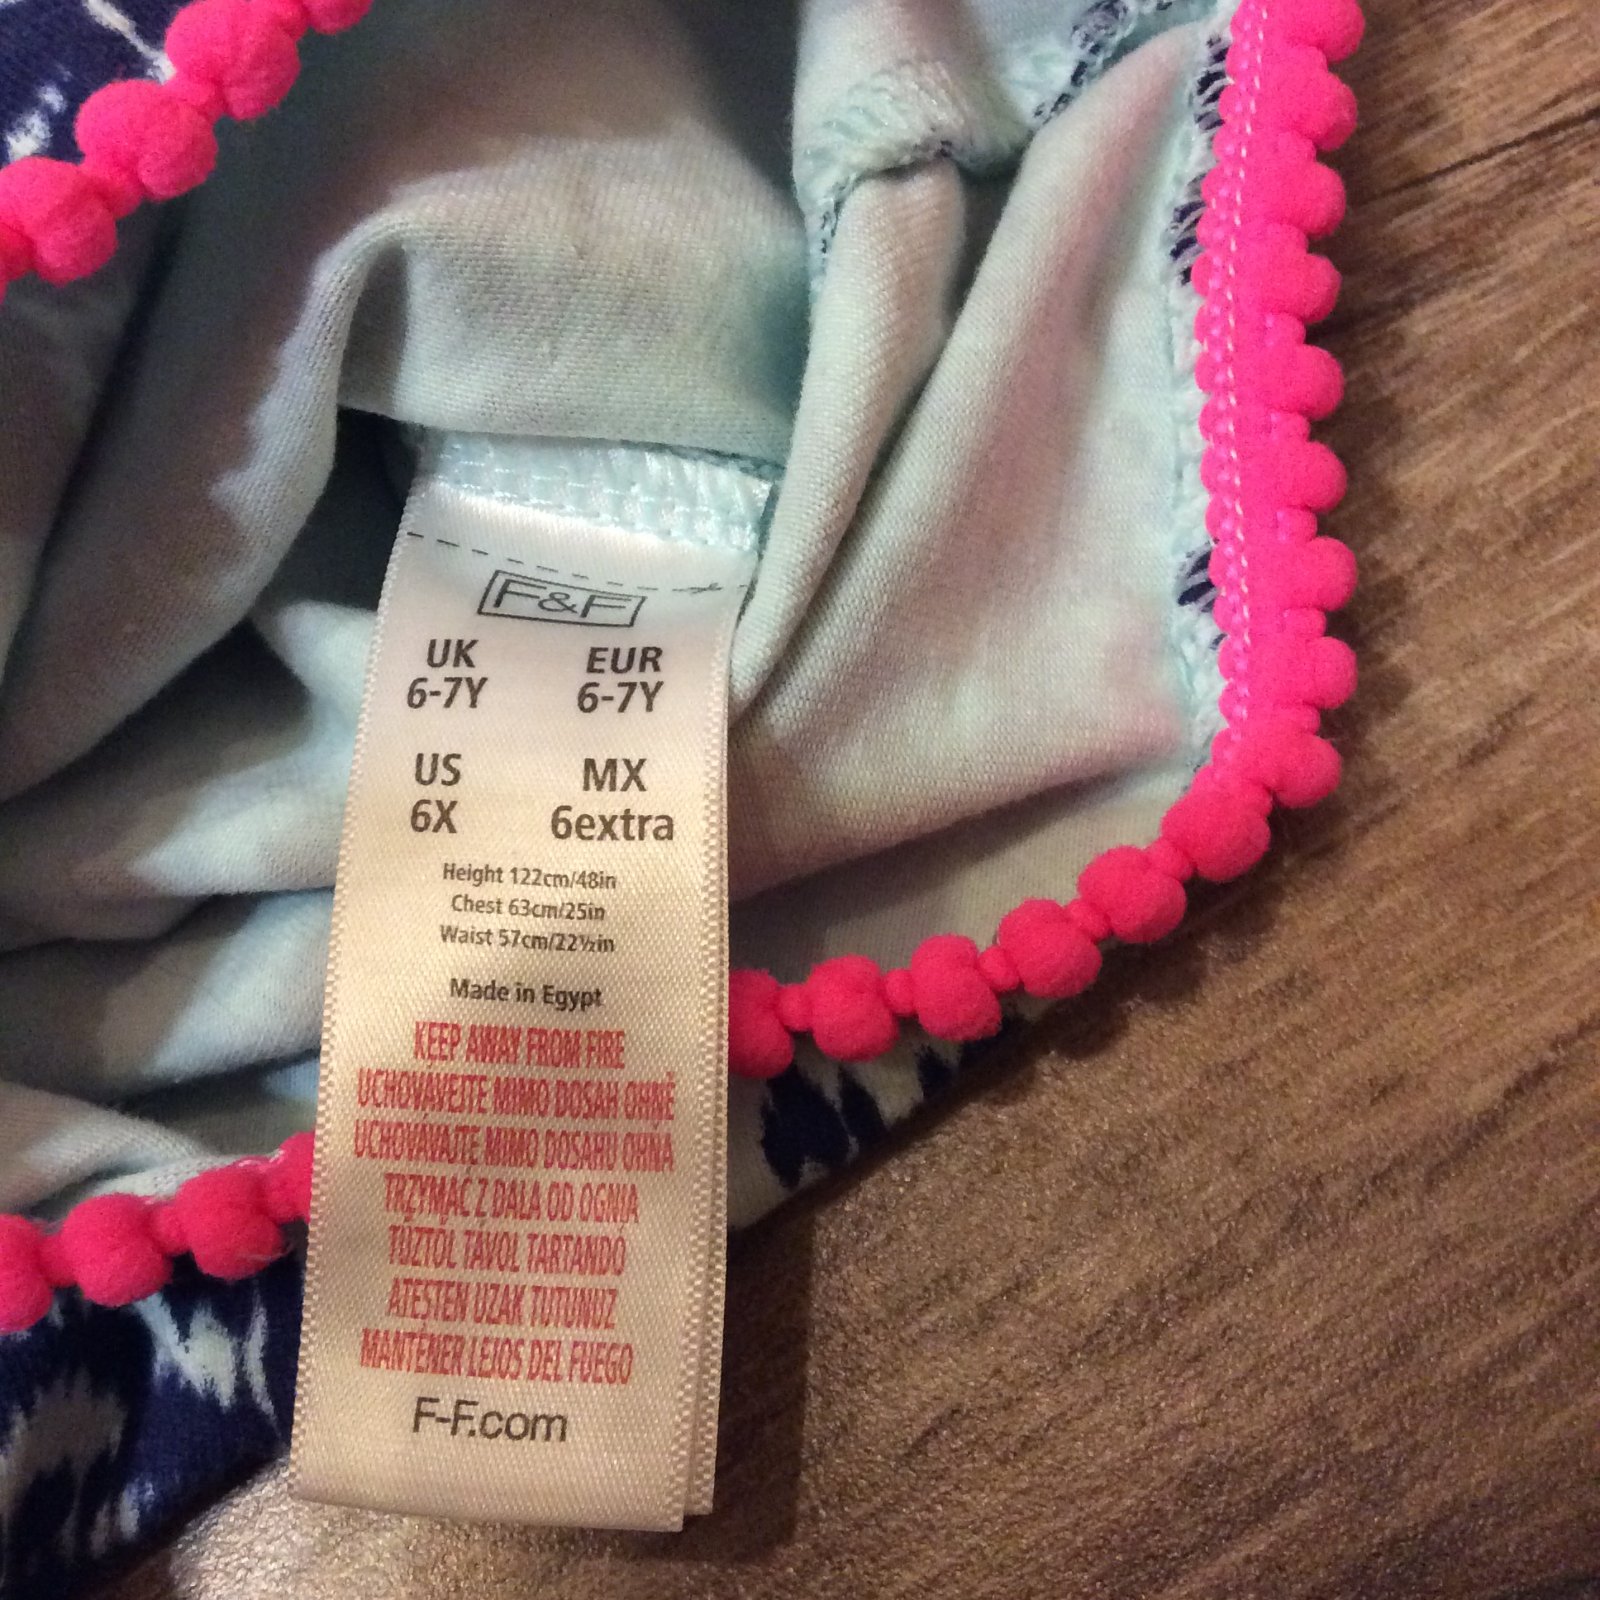 F&F
UK EUR
6-7Y 6-7Y
US MX
6X 6extra
Height 122cm/48in
Chest 63cm/25in
Waist 57cm/22½in
Made in Egypt
KEEP AWAY FROM FIRE
UCHOVÁVEJTE MIMO DOSAH OHNĚ
UCHOVÁVAJTE MIMO DOSAHU OHŇA
TRZYMAĆ Z DALA OD OGNIA
TŰZTŐL TÁVOL TARTANDÓ
ATEŞTEN UZAK TUTUNUZ
MANTENER LEJOS DEL FUEGO
F-F.com